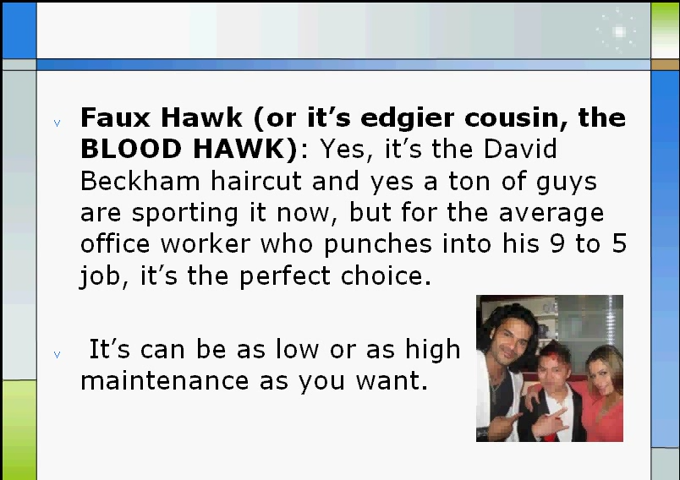 Faux Hawk (or it's edgier cousin, the
BLOOD HAWK): Yes, it's the David
Beckham haircut and yes a ton of guys
are sporting it now, but for the average
office worker who punches into his 9 to 5
job, it's the perfect choice.
It's can be as low or as high
maintenance as you want.